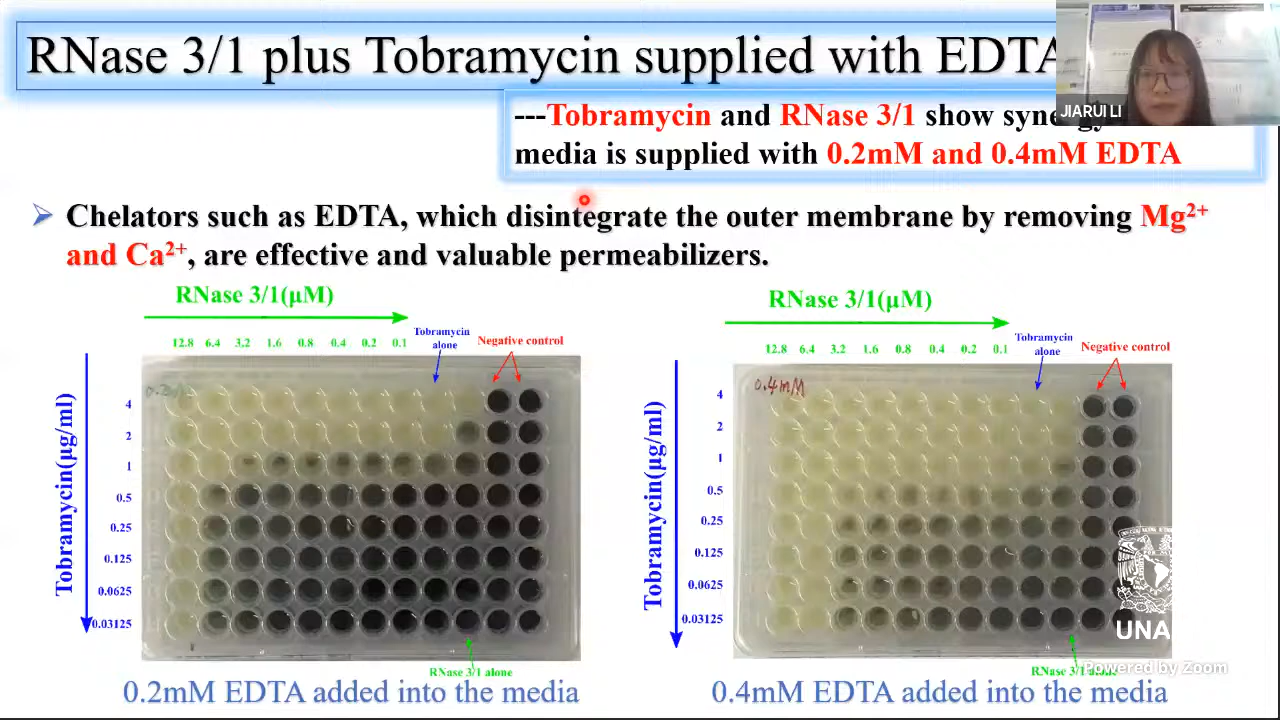 RNase 3/1 plus Tobramycin supplied with EDTA
JIARUI LI
---Tobramycin and RNase 3/1 show synergy
media is supplied with 0.2mM and 0.4mM EDTA
➢ Chelators such as EDTA, which disintegrate the outer membrane by removing Mg²⁺
and Ca²⁺, are effective and valuable permeabilizers.
RNase 3/1(μM)
12.8 6.4 3.2 1.6 0.8 0.4 0.2 0.1
Tobramycin
alone
Negative control
Tobramycin(μg/ml)
4
2
1
0.5
0.25
0.125
0.0625
0.03125
RNase 3/1 alone
0.2mM EDTA added into the media
RNase 3/1(μM)
12.8 6.4 3.2 1.6 0.8 0.4 0.2 0.1
Tobramycin
alone
Negative control
0.4mM
Tobramycin(μg/ml)
4
2
1
0.5
0.25
0.125
0.0625
0.03125
RNase 3/1 alone
0.4mM EDTA added into the media
UNA
Powered by Zoom